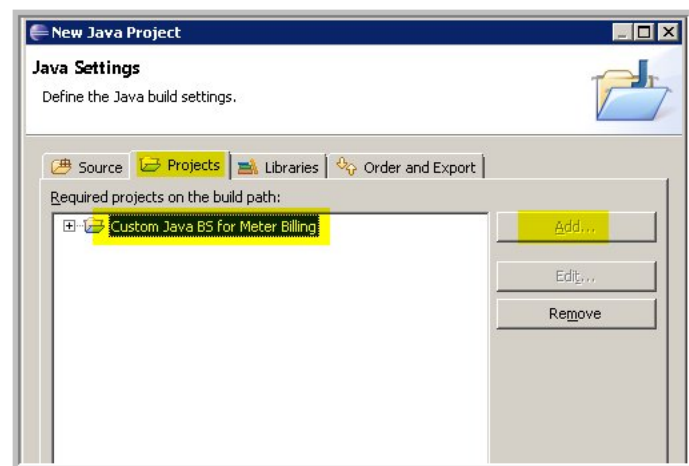 New Java Project
Java Settings
Define the Java build settings.
Source Projects Libraries Order and Export
Required projects on the build path:
Custom Java BS for Meter Billing
Add...
Edit...
Remove